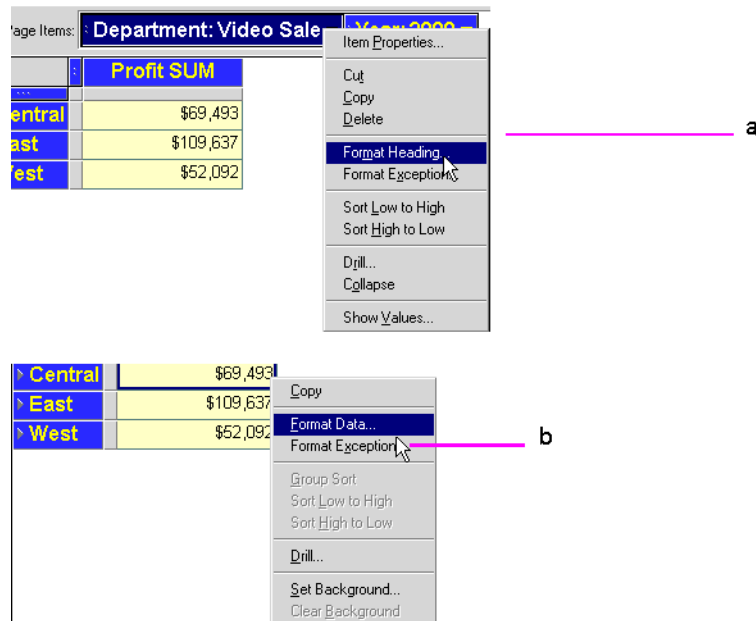 Page Items: Department: Video Sale Year: 2000
Profit SUM
Central $69,493
East $109,637
West $52,092
Item Properties...
Cut
Copy
Delete
Format Heading...
Format Exception
Sort Low to High
Sort High to Low
Drill...
Collapse
Show Values...
a
Central $69,493
East $109,637
West $52,092
Copy
Format Data...
Format Exception
Group Sort
Sort Low to High
Sort High to Low
Drill...
Set Background...
Clear Background
b